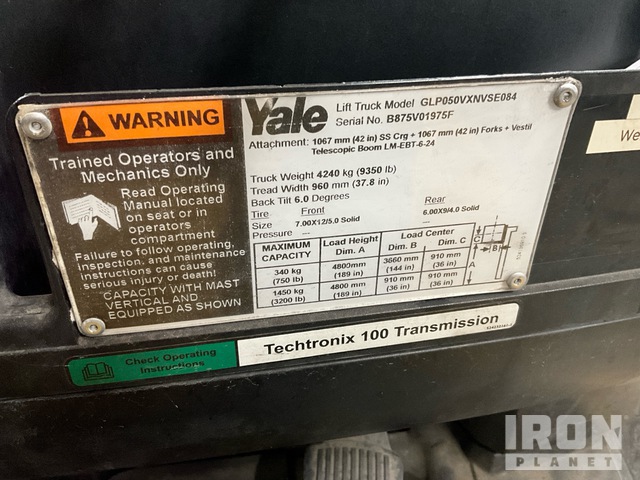 WARNING
Trained Operators and
Mechanics Only
Read Operating
Manual located
on seat or in
operators
compartment
Failure to follow operating,
inspection, and maintenance
instructions can cause
serious injury or death!
CAPACITY WITH MAST
VERTICAL AND
EQUIPPED AS SHOWN
Yale
Lift Truck Model GLP050VXNVSE084
Serial No. B875V01975F
Attachment: 1067 mm (42 in) SS Crg + 1067 mm (42 in) Forks + Vestil
Telescopic Boom LM-EBT-6-24
Truck Weight 4240 kg (9350 lb)
Tread Width 960 mm (37.8 in)
Back Tilt 6.0 Degrees
Tire Front Rear
Size 7.00X12/5.0 Solid 6.00X9/4.0 Solid
Pressure --- ---
MAXIMUM CAPACITY Load Height Dim. A Load Center Dim. B Dim. C
340 kg (750 lb) 4800mm (189 in) 3660 mm (144 in) 910 mm (36 in)
1450 kg (3200 lb) 4800 mm (189 in) 910 mm (36 in) 910 mm (36 in)
C
B
A
We
Check Operating
Instructions
Techtronix 100 Transmission
IRON
PLANET